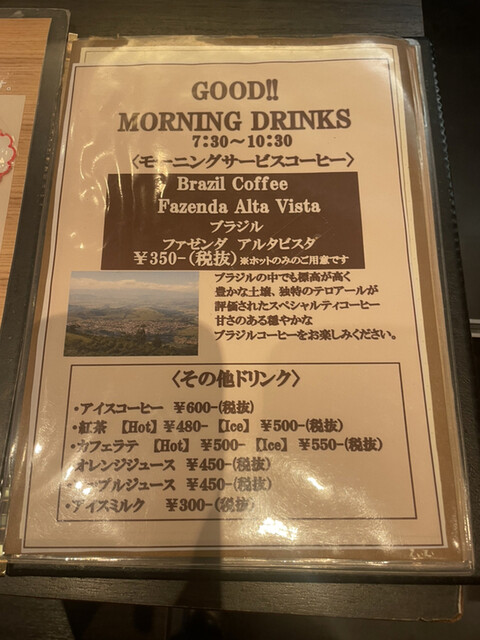 GOOD!!
MORNING DRINKS
7:30～10:30
〈モーニングサービスコーヒー〉
Brazil Coffee
Fazenda Alta Vista
ブラジル
ファゼンダ アルタビスタ
￥350-(税抜)※ホットのみのご用意です
ブラジルの中でも標高が高く
豊かな土壌、独特のテロアールが
評価されたスペシャルティコーヒー
甘さのある穏やかな
ブラジルコーヒーをお楽しみください。
〈その他ドリンク〉
・アイスコーヒー ￥600-(税抜)
・紅茶 【Hot】￥480- 【Ice】￥500-(税抜)
・カフェラテ 【Hot】￥500- 【Ice】￥550-(税抜)
オレンジジュース ￥450-(税抜)
ップルジュース ￥450-(税抜)
・アイスミルク ￥300-(税抜)